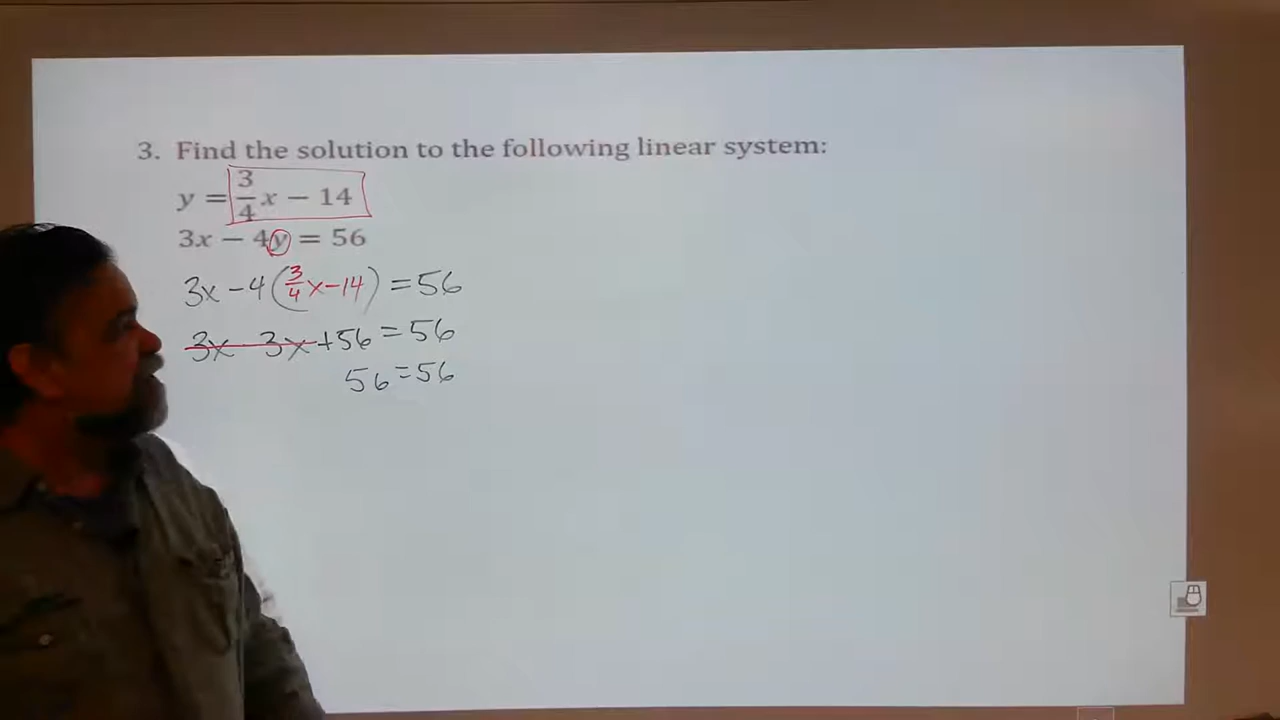 3. Find the solution to the following linear system:
y = 3/4 x − 14
3x − 4y = 56
3x − 4(3/4 x − 14) = 56
3x − 3x + 56 = 56
56 = 56